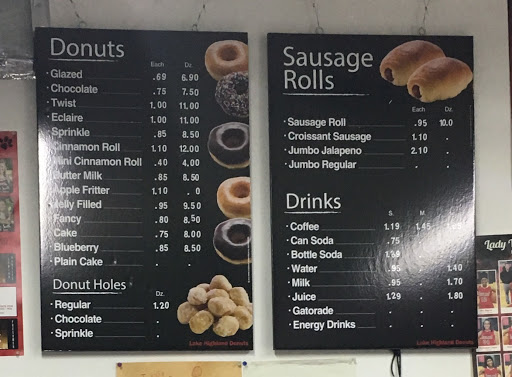 Donuts
Each Dz.
Glazed .69 6.90
Chocolate .75 7.50
Twist 1.00 11.00
Eclaire 1.00 11.00
Sprinkle .85 8.50
Cinnamon Roll 1.10 12.00
Mini Cinnamon Roll .40 4.00
Butter Milk .85 8.50
Apple Fritter 1.10 . 0
Jelly Filled .95 9.50
Fancy .80 8.50
Cake .75 8.00
Blueberry .85 8.50
Plain Cake . .
Donut Holes Dz.
Regular 1.20
Chocolate .
Sprinkle .
Lake Highland Donuts
Sausage
Rolls
Each Dz.
Sausage Roll .95 10.0
Croissant Sausage 1.10 .
Jumbo Jalapeno 2.10 .
Jumbo Regular . .
Drinks
S. M.
Coffee 1.19 1.45
Can Soda .75
Bottle Soda
Water .95 1.40
Milk .95 1.70
Juice 1.29 . 1.80
Gatorade . . .
Energy Drinks . . .
Lake Highland Donuts
Lady